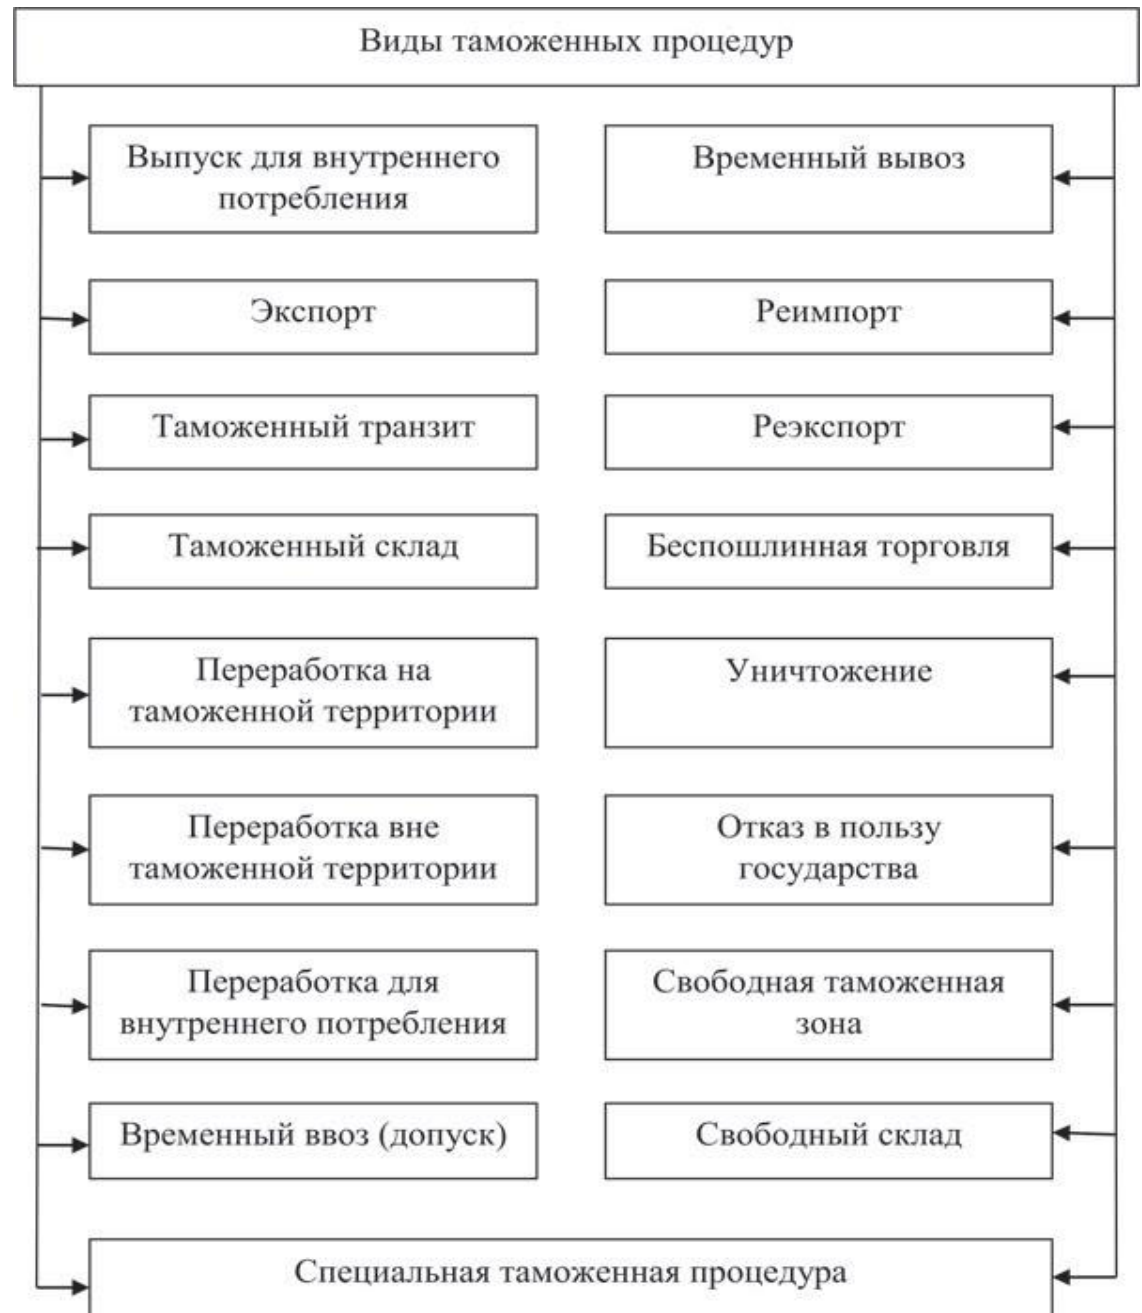 Виды таможенных процедур
Выпуск для внутреннего
потребления
Временный вывоз
Экспорт
Реимпорт
Таможенный транзит
Реэкспорт
Таможенный склад
Беспошлинная торговля
Переработка на
таможенной территории
Уничтожение
Переработка вне
таможенной территории
Отказ в пользу
государства
Переработка для
внутреннего потребления
Свободная таможенная
зона
Временный ввоз (допуск)
Свободный склад
Специальная таможенная процедура